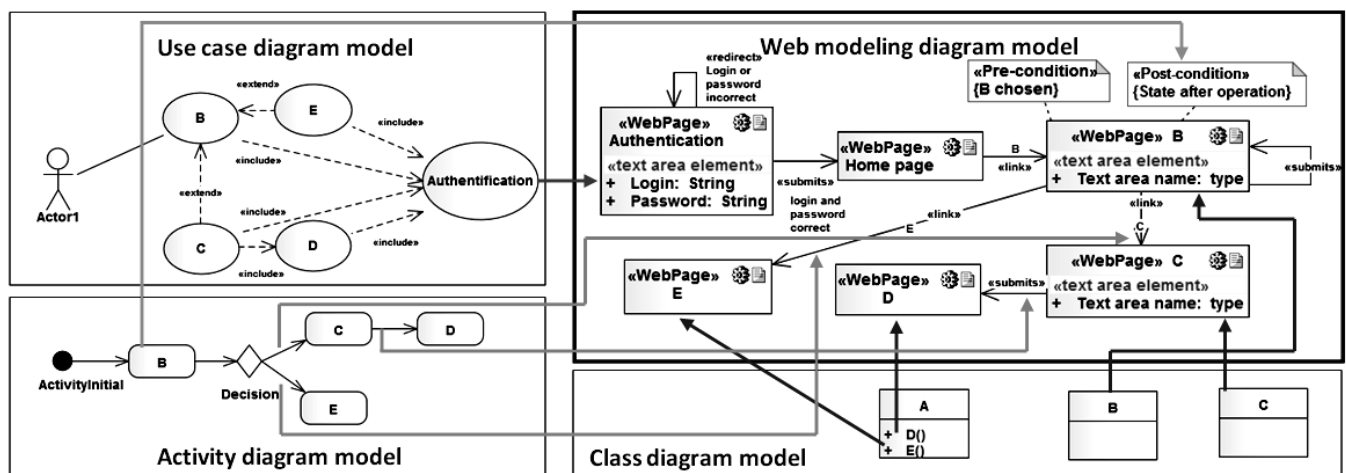 Use case diagram model
«extend»
E
B
«include»
«include»
Authentification
Actor1
«extend»
«include»
C
D
«include»
«include»
Web modeling diagram model
«redirect»
Login or
password
incorrect
«Pre-condition»
{B chosen}
«Post-condition»
{State after operation}
«WebPage»
Authentication
«text area element»
+ Login: String
+ Password: String
«submits»
login and
password
correct
«WebPage»
Home page
B
«link»
«WebPage» B
«text area element»
+ Text area name: type
«submits»
«link»
E
«link»
C
«WebPage»
E
«WebPage»
D
«submits»
«WebPage» C
«text area element»
+ Text area name: type
ActivityInitial
B
Decision
C
D
E
Activity diagram model
Class diagram model
A
+ D()
+ E()
B
C